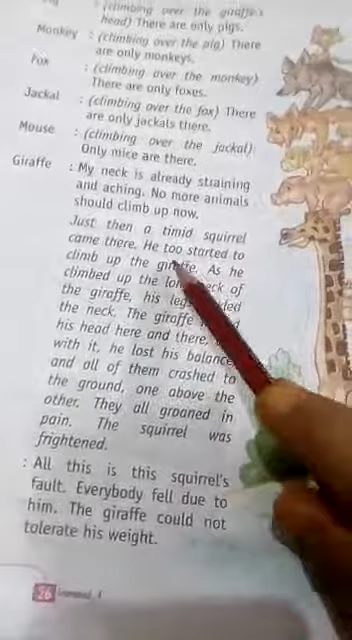 : (climbing over the giraffe's
head) There are only pigs.
Monkey : (climbing over the pig) There
are only monkeys.
Fox : (climbing over the monkey)
There are only foxes.
Jackal : (climbing over the fox) There
are only jackals there.
Mouse : (climbing over the jackal)
Only mice are there.
Giraffe : My neck is already straining
and aching. No more animals
should climb up now.
Just then a timid squirrel
came there. He too started to
climb up the giraffe. As he
climbed up the long neck of
the giraffe, his legs
the neck. The giraffe
his head here and there.
with it, he lost his balance
and all of them crashed to
the ground, one above the
other. They all groaned in
pain. The squirrel was
frightened.
: All this is this squirrel's
fault. Everybody fell due to
him. The giraffe could not
tolerate his weight.
26